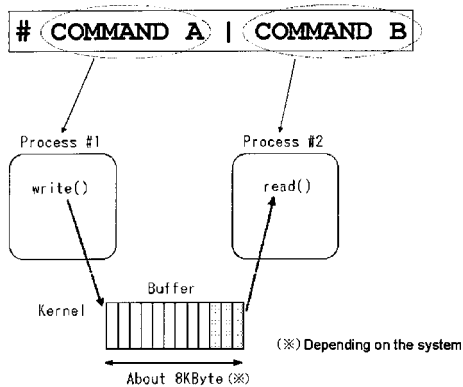 # COMMAND A | COMMAND B
Process #1
Process #2
write()
read()
Buffer
Kernel
(※) Depending on the system
About 8KByte (※)